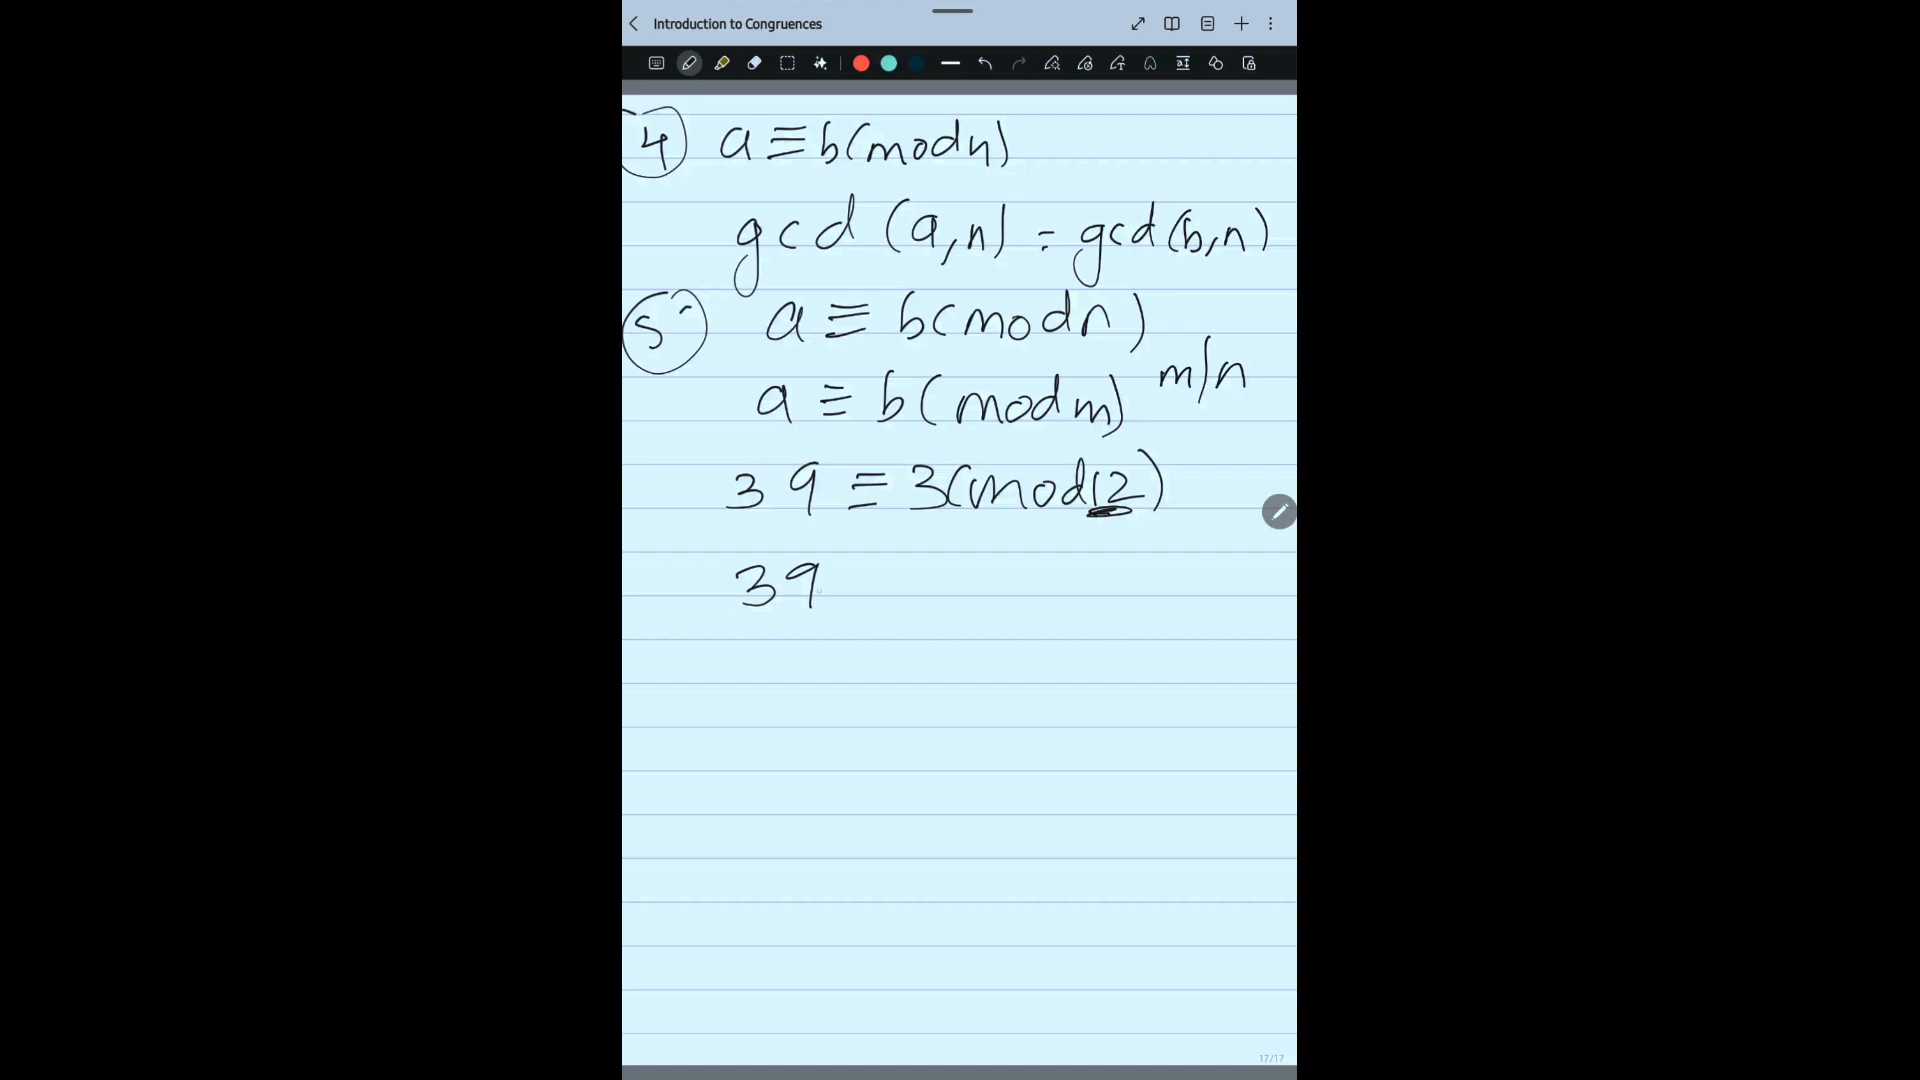 Introduction to Congruences
4 a ≡ b (mod n)
gcd (a, n) = gcd (b, n)
5 a ≡ b (mod n)
a ≡ b (mod m) m|n
39 ≡ 3 (mod 12)
39
17/17